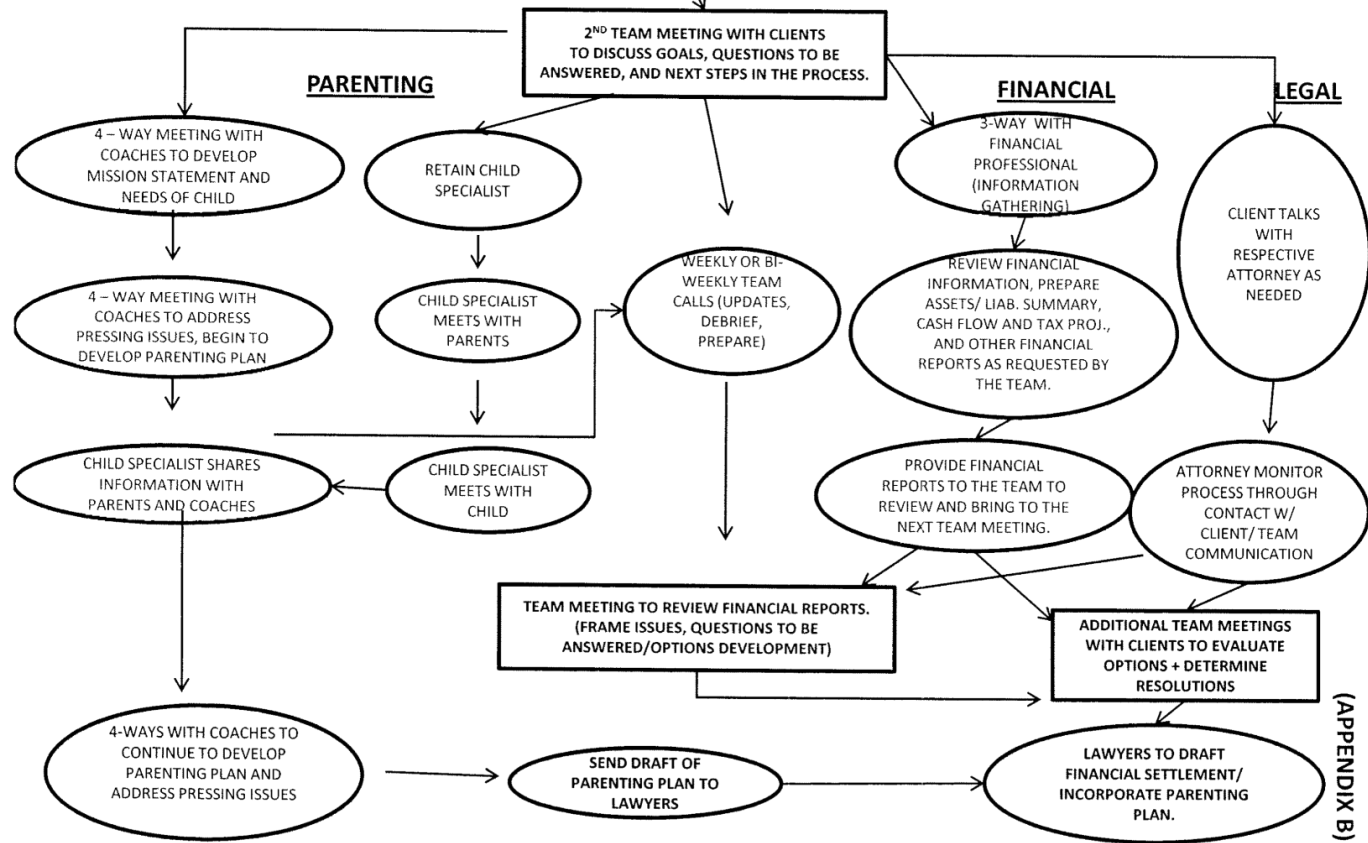 2ND TEAM MEETING WITH CLIENTS
TO DISCUSS GOALS, QUESTIONS TO BE
ANSWERED, AND NEXT STEPS IN THE PROCESS.
PARENTING
FINANCIAL
LEGAL
4 – WAY MEETING WITH
COACHES TO DEVELOP
MISSION STATEMENT AND
NEEDS OF CHILD
RETAIN CHILD
SPECIALIST
3-WAY WITH
FINANCIAL
PROFESSIONAL
(INFORMATION
GATHERING)
CLIENT TALKS
WITH
RESPECTIVE
ATTORNEY AS
NEEDED
4 – WAY MEETING WITH
COACHES TO ADDRESS
PRESSING ISSUES, BEGIN TO
DEVELOP PARENTING PLAN
CHILD SPECIALIST
MEETS WITH
PARENTS
WEEKLY OR BI-
WEEKLY TEAM
CALLS (UPDATES,
DEBRIEF,
PREPARE)
REVIEW FINANCIAL
INFORMATION, PREPARE
ASSETS/ LIAB. SUMMARY,
CASH FLOW AND TAX PROJ.,
AND OTHER FINANCIAL
REPORTS AS REQUESTED BY
THE TEAM.
CHILD SPECIALIST SHARES
INFORMATION WITH
PARENTS AND COACHES
CHILD SPECIALIST
MEETS WITH
CHILD
PROVIDE FINANCIAL
REPORTS TO THE TEAM TO
REVIEW AND BRING TO THE
NEXT TEAM MEETING.
ATTORNEY MONITOR
PROCESS THROUGH
CONTACT W/
CLIENT/ TEAM
COMMUNICATION
TEAM MEETING TO REVIEW FINANCIAL REPORTS.
(FRAME ISSUES, QUESTIONS TO BE
ANSWERED/OPTIONS DEVELOPMENT)
ADDITIONAL TEAM MEETINGS
WITH CLIENTS TO EVALUATE
OPTIONS + DETERMINE
RESOLUTIONS
4-WAYS WITH COACHES TO
CONTINUE TO DEVELOP
PARENTING PLAN AND
ADDRESS PRESSING ISSUES
SEND DRAFT OF
PARENTING PLAN TO
LAWYERS
LAWYERS TO DRAFT
FINANCIAL SETTLEMENT/
INCORPORATE PARENTING
PLAN.
(APPENDIX B)